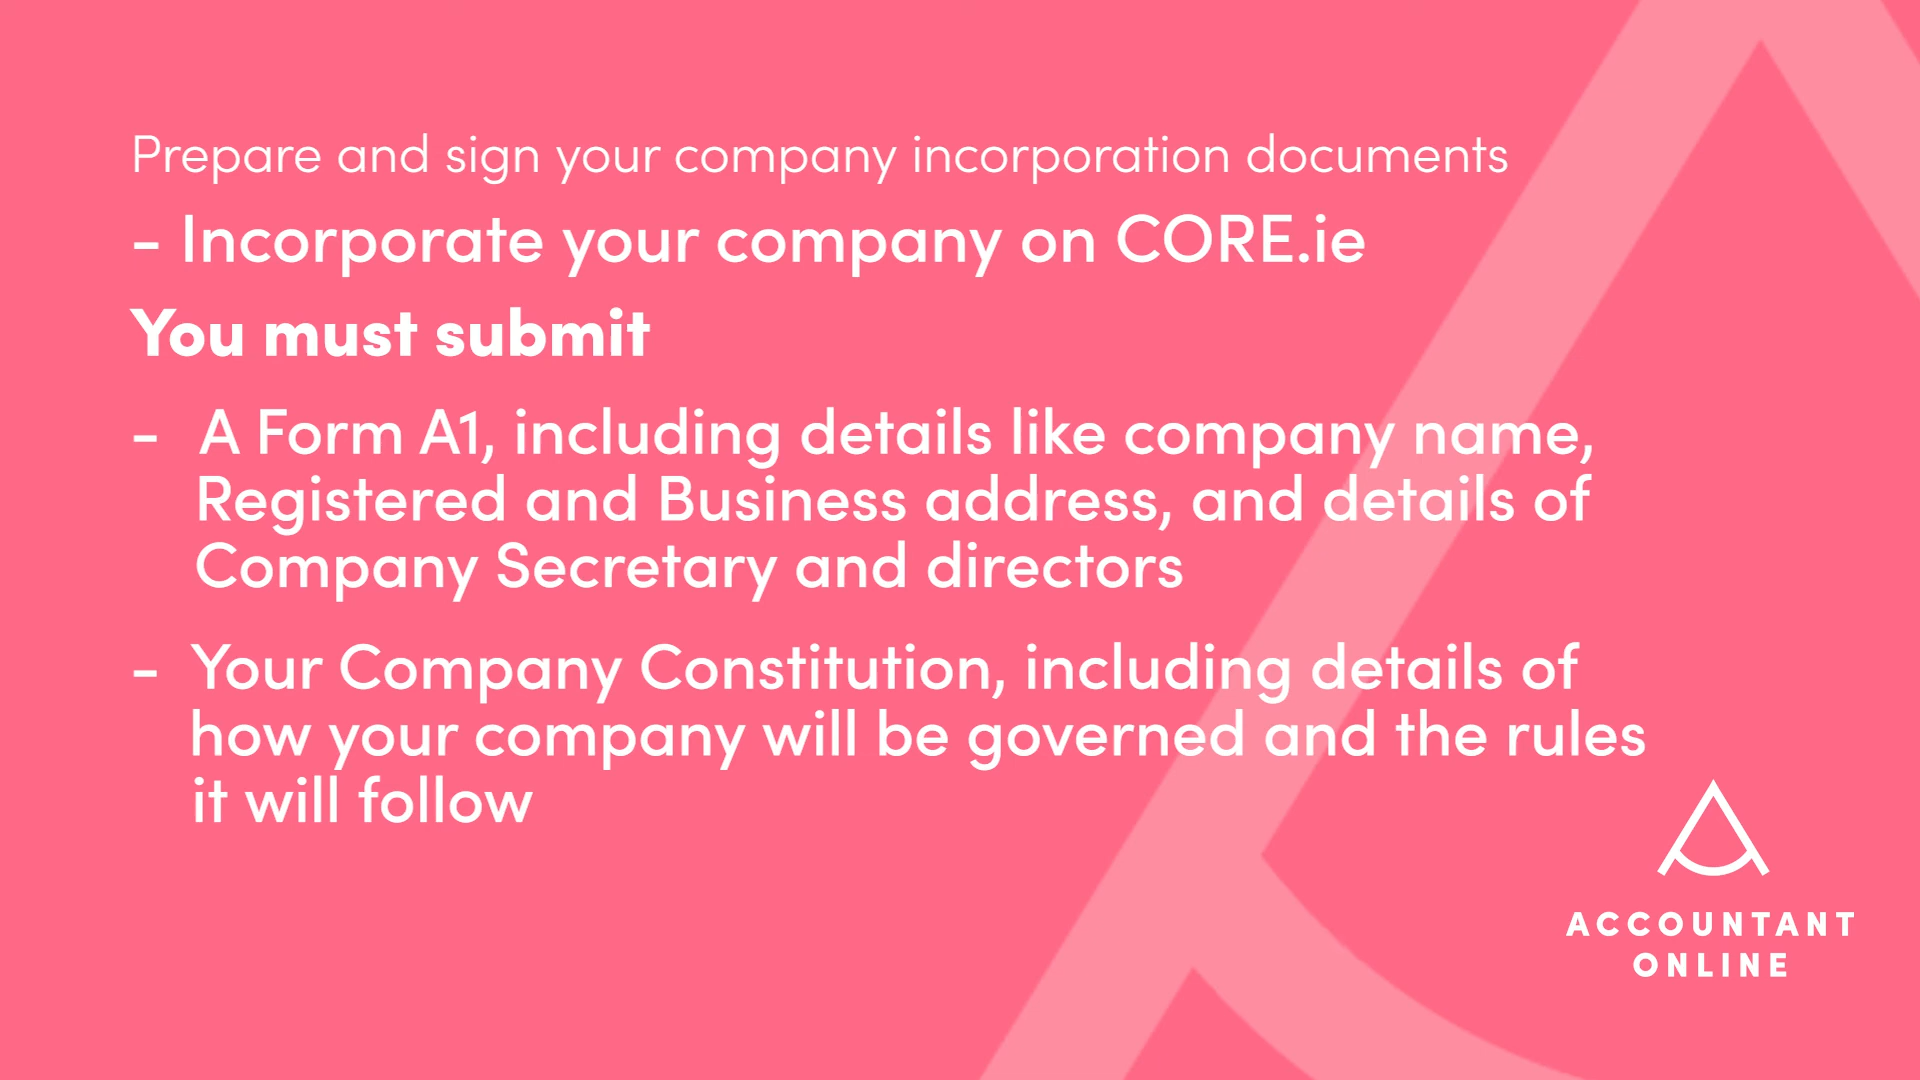 Prepare and sign your company incorporation documents
- Incorporate your company on CORE.ie
You must submit
- A Form A1, including details like company name,
Registered and Business address, and details of
Company Secretary and directors
- Your Company Constitution, including details of
how your company will be governed and the rules
it will follow
ACCOUNTANT
ONLINE